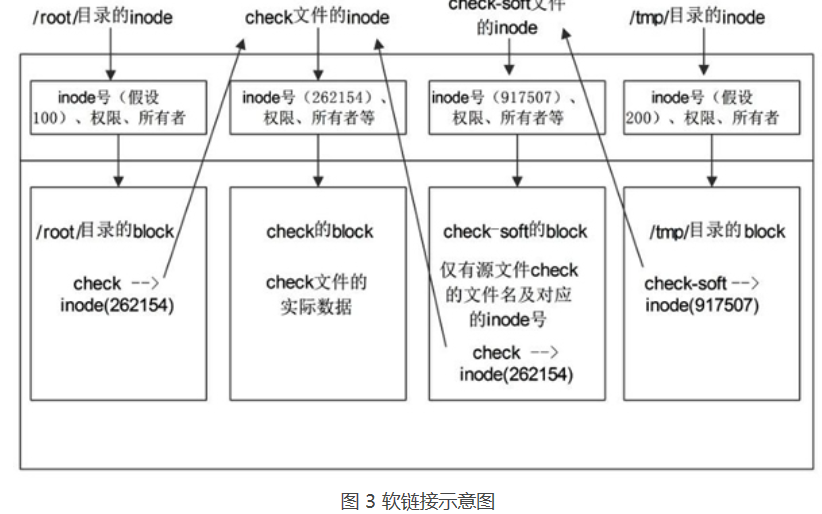 /root/目录的inode
check文件的inode
check-soft文件
的inode
/tmp/目录的inode
inode号（假设
100）、权限、所有者
inode号（262154）、
权限、所有者等
inode号（917507）、
权限、所有者等
inode号（假设
200）、权限、所有者
/root/目录的block
check -->
inode(262154)
check的block
check文件的
实际数据
check-soft的block
仅有源文件check
的文件名及对应
的inode号
check -->
inode(262154)
/tmp/目录的block
check-soft -->
inode(917507)
图 3 软链接示意图